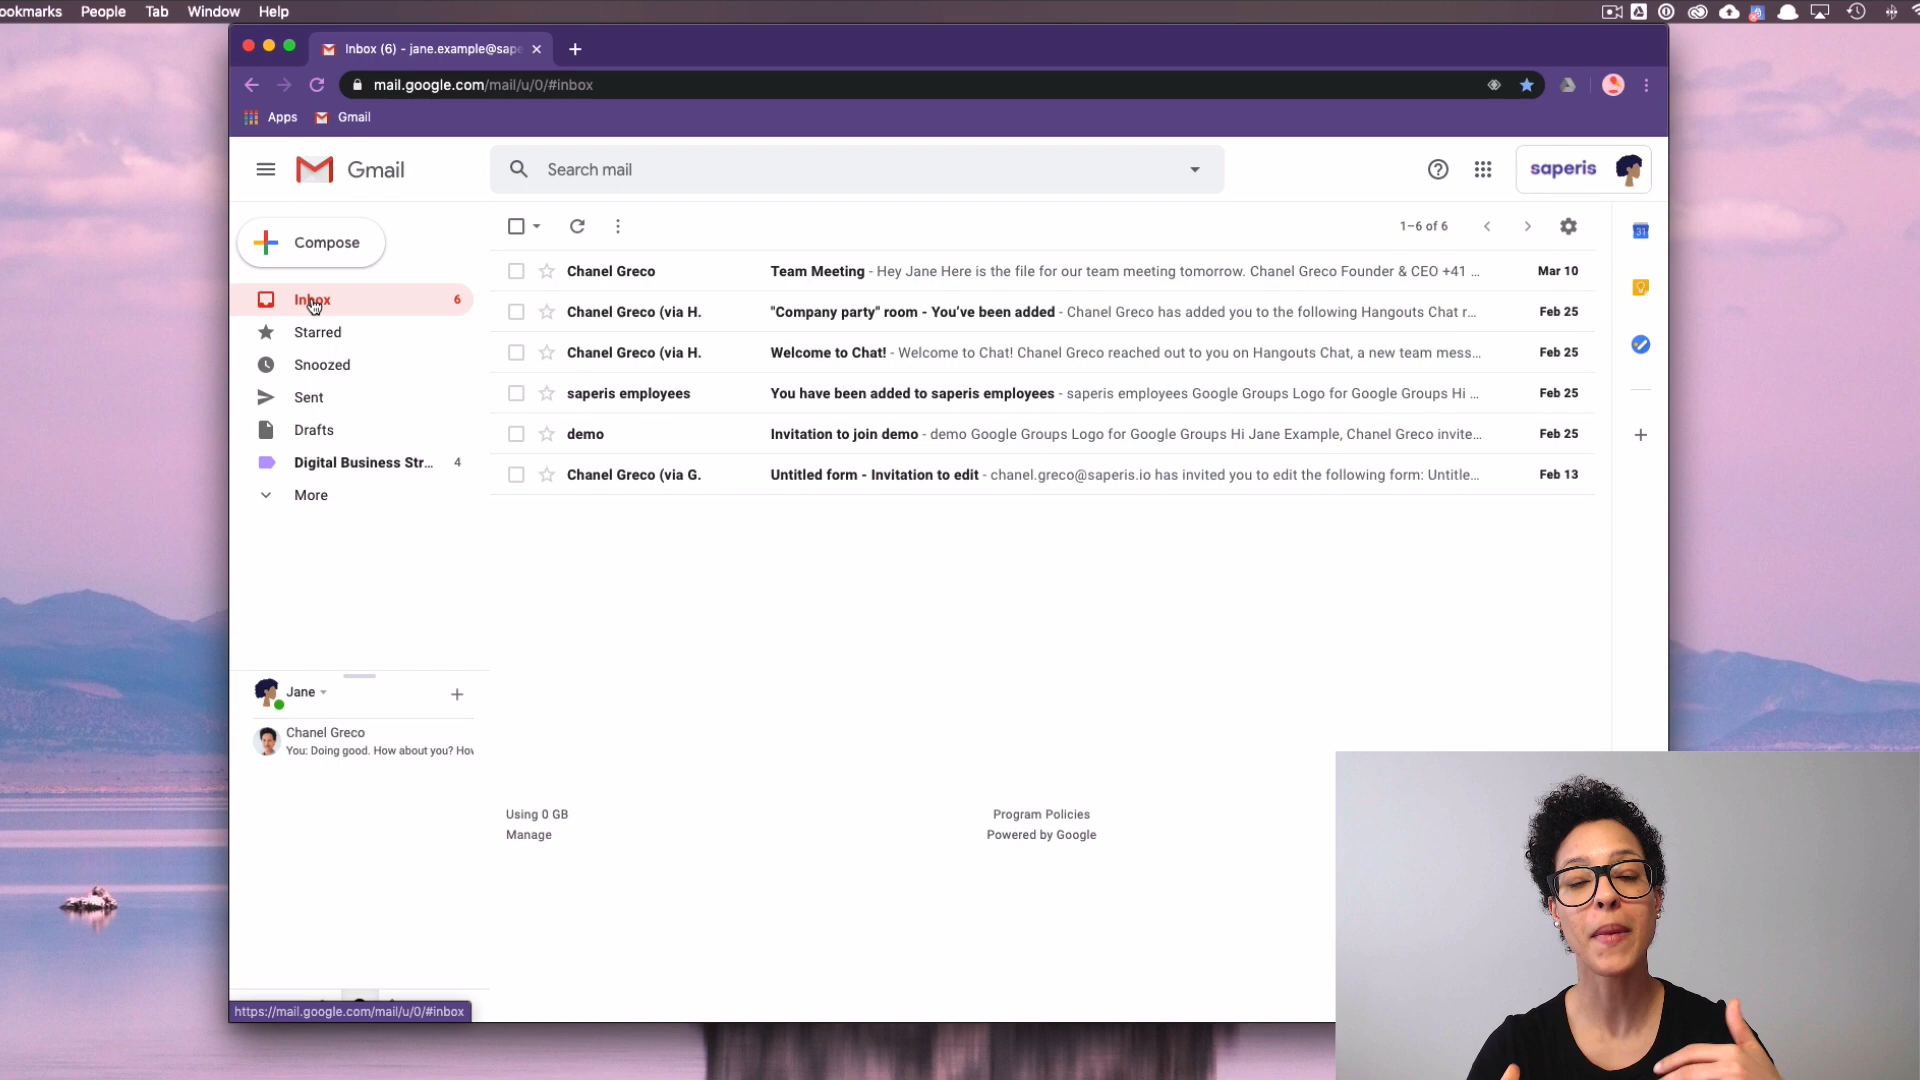 ookmarks People Tab Window Help
Inbox (6) - jane.example@sape
mail.google.com/mail/u/0/#inbox
Apps Gmail
Gmail
Search mail
saperis
Compose
1–6 of 6
31
Inbox 6
Starred
Snoozed
Sent
Drafts
Digital Business Str... 4
More
Chanel Greco Team Meeting - Hey Jane Here is the file for our team meeting tomorrow. Chanel Greco Founder & CEO +41 ... Mar 10
Chanel Greco (via H. "Company party" room - You've been added - Chanel Greco has added you to the following Hangouts Chat r... Feb 25
Chanel Greco (via H. Welcome to Chat! - Welcome to Chat! Chanel Greco reached out to you on Hangouts Chat, a new team mess... Feb 25
saperis employees You have been added to saperis employees - saperis employees Google Groups Logo for Google Groups Hi ... Feb 25
demo Invitation to join demo - demo Google Groups Logo for Google Groups Hi Jane Example, Chanel Greco invite... Feb 25
Chanel Greco (via G. Untitled form - Invitation to edit - chanel.greco@saperis.io has invited you to edit the following form: Untitle... Feb 13
Jane
Chanel Greco
You: Doing good. How about you? Hov
Using 0 GB
Manage
Program Policies
Powered by Google
https://mail.google.com/mail/u/0/#inbox